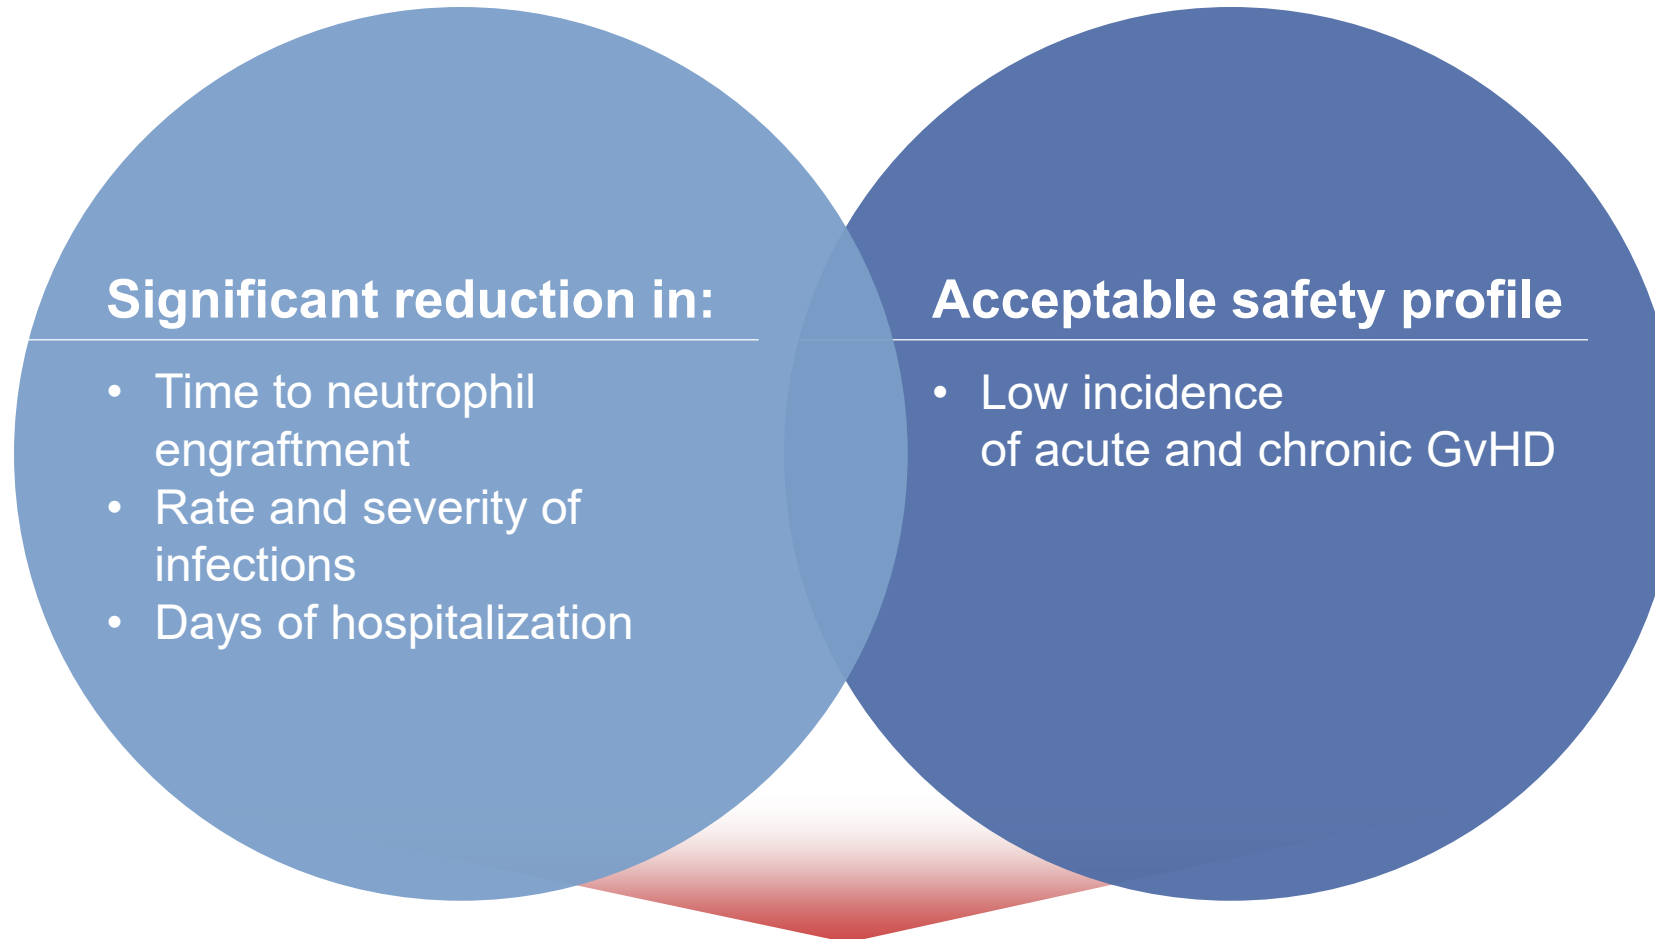 Significant reduction in:
• Time to neutrophil
engraftment
• Rate and severity of
infections
• Days of hospitalization
Acceptable safety profile
• Low incidence
of acute and chronic GvHD